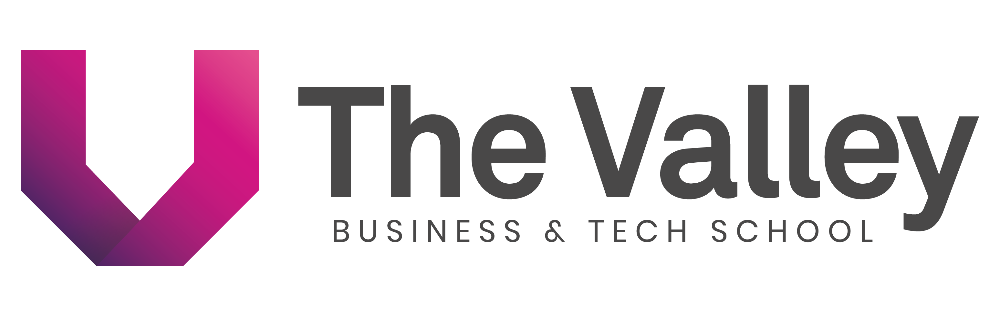 The Valley
BUSINESS & TECH SCHOOL